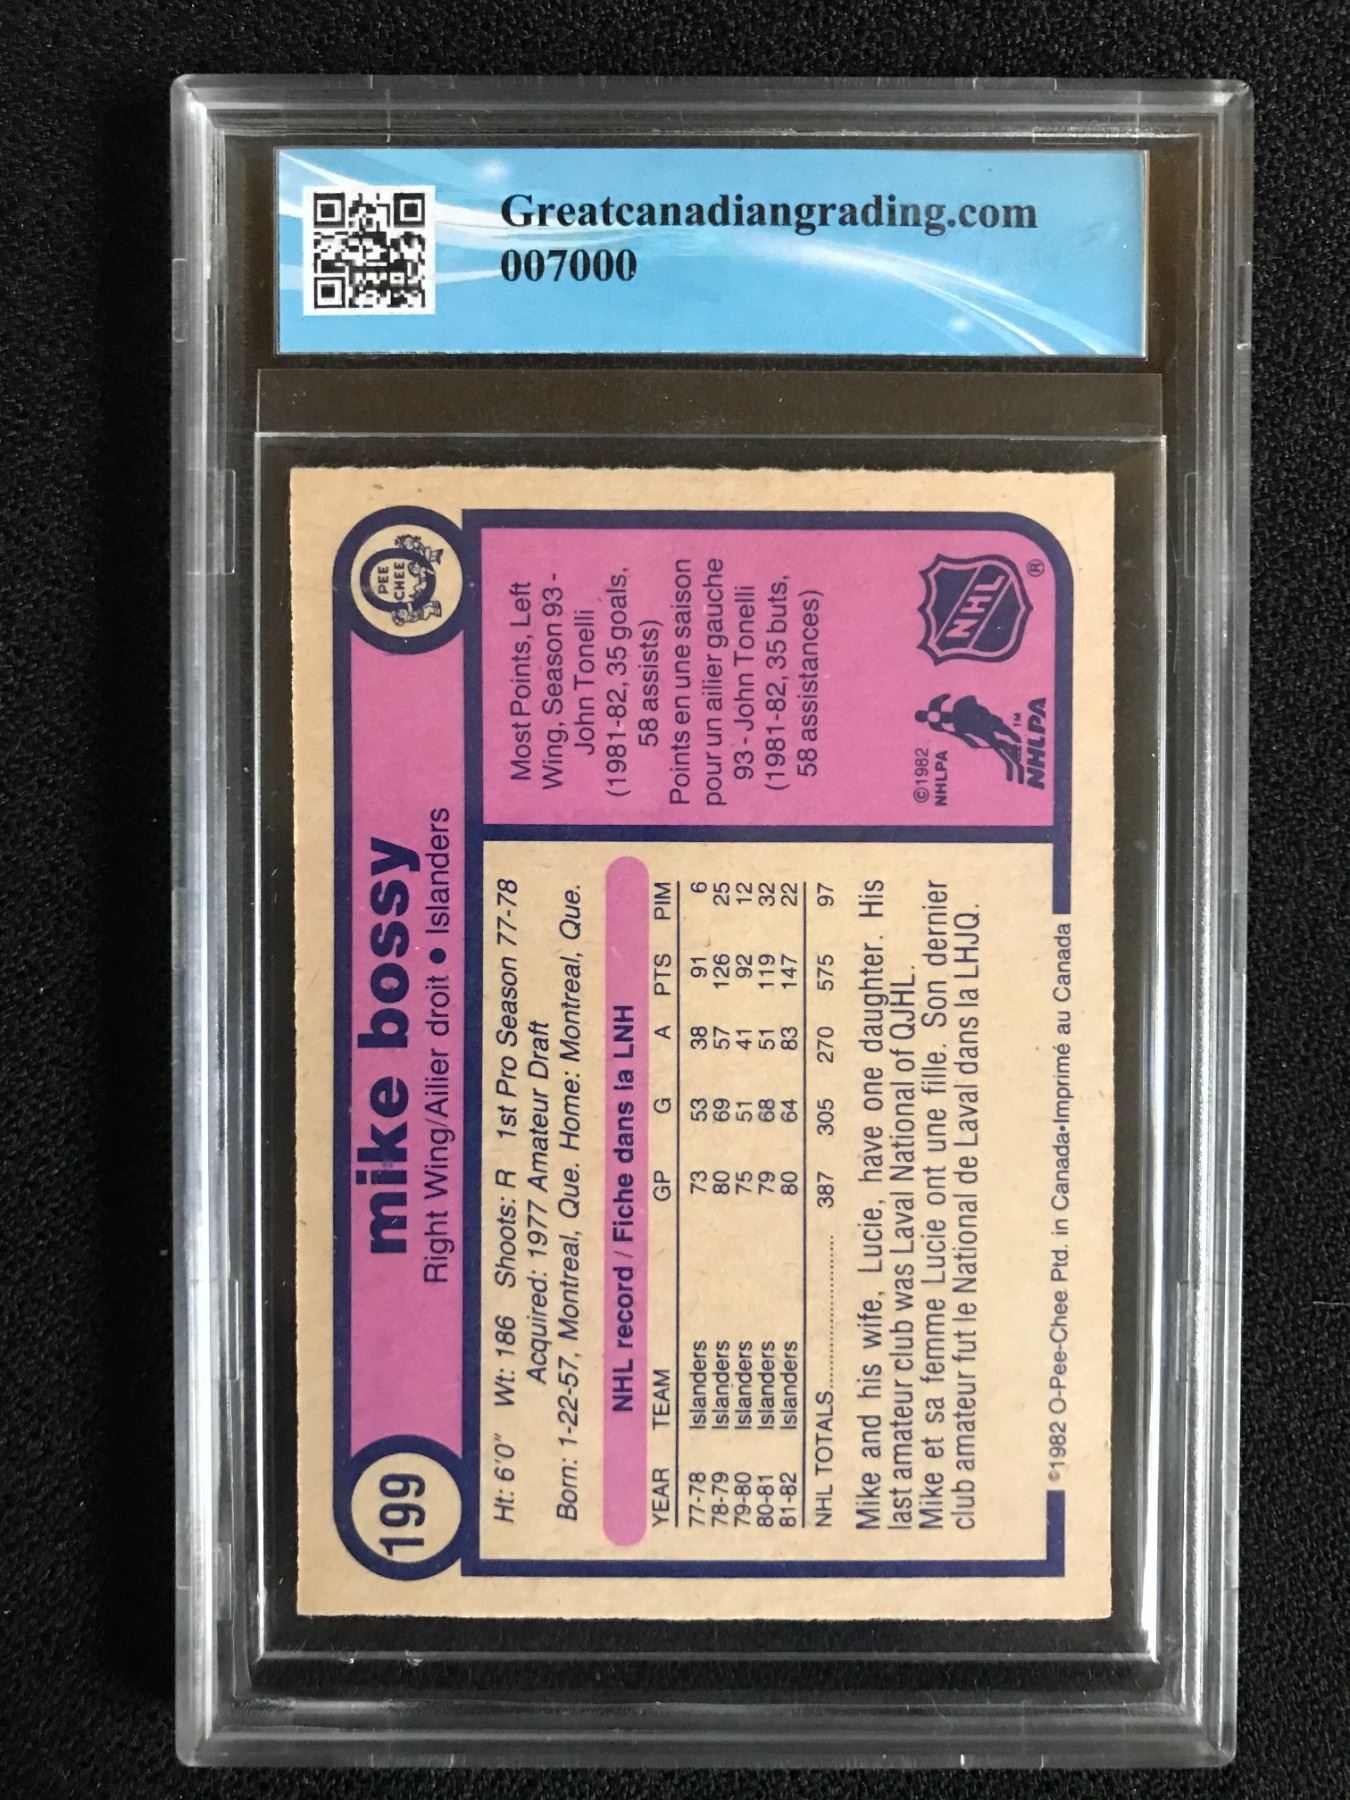 Greatcanadiangrading.com
007000
199
mike bossy
Right Wing/Ailier droit • Islanders
O
PEE
CHEE
Ht: 6'0" Wt: 186 Shoots: R 1st Pro Season 77-78
Acquired: 1977 Amateur Draft
Born: 1-22-57, Montreal, Que. Home: Montreal, Que.
NHL record / Fiche dans la LNH
YEAR TEAM GP G A PTS PIM
77-78 Islanders 73 53 38 91 6
78-79 Islanders 80 69 57 126 25
79-80 Islanders 75 51 41 92 12
80-81 Islanders 79 68 51 119 32
81-82 Islanders 80 64 83 147 22
NHL TOTALS.................... 387 305 270 575 97
Mike and his wife, Lucie, have one daughter. His
last amateur club was Laval National of QJHL.
Mike et sa femme Lucie ont une fille. Son dernier
club amateur fut le National de Laval dans la LHJQ.
©1982 O-Pee-Chee. Ptd. in Canada•Imprimé au Canada
Most Points, Left
Wing, Season 93 -
John Tonelli
(1981-82, 35 goals,
58 assists)
Points en une saison
pour un ailier gauche
93 - John Tonelli
(1981-82, 35 buts,
58 assistances)
©1982
NHLPA
™
NHLPA
NHL
®